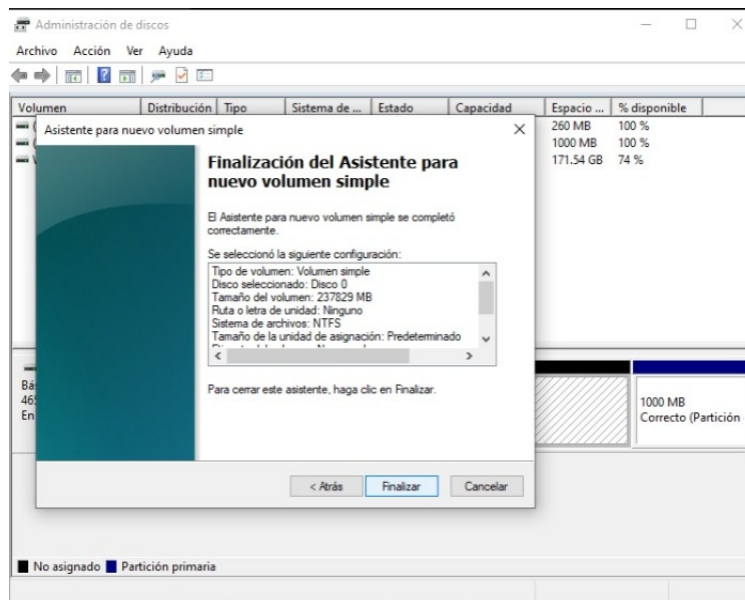 Administración de discos
Archivo Acción Ver Ayuda
Volumen Distribución Tipo Sistema de ... Estado Capacidad Espacio ... % disponible
260 MB 100 %
1000 MB 100 %
171.54 GB 74 %
Asistente para nuevo volumen simple
Finalización del Asistente para
nuevo volumen simple
El Asistente para nuevo volumen simple se completó
correctamente.
Se seleccionó la siguiente configuración:
Tipo de volumen: Volumen simple
Disco seleccionado: Disco 0
Tamaño del volumen: 237829 MB
Ruta o letra de unidad: Ninguno
Sistema de archivos: NTFS
Tamaño de la unidad de asignación: Predeterminado
Para cerrar este asistente, haga clic en Finalizar.
< Atrás Finalizar Cancelar
Bá
465
En
1000 MB
Correcto (Partición
No asignado Partición primaria